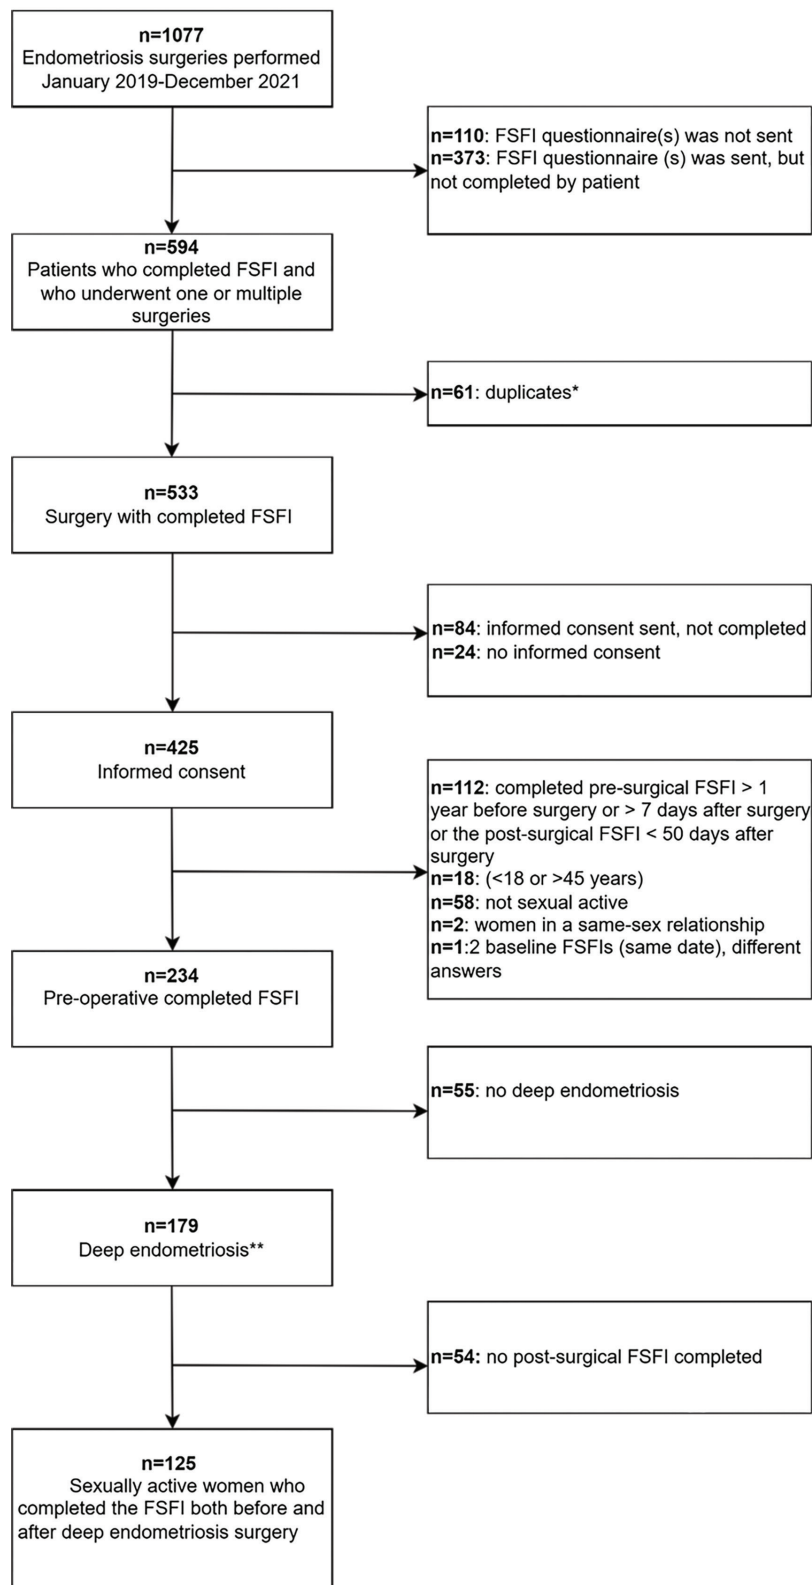 n=1077
Endometriosis surgeries performed
January 2019-December 2021
n=110: FSFI questionnaire(s) was not sent
n=373: FSFI questionnaire (s) was sent, but
not completed by patient
n=594
Patients who completed FSFI and
who underwent one or multiple
surgeries
n=61: duplicates*
n=533
Surgery with completed FSFI
n=84: informed consent sent, not completed
n=24: no informed consent
n=425
Informed consent
n=112: completed pre-surgical FSFI > 1
year before surgery or > 7 days after surgery
or the post-surgical FSFI < 50 days after
surgery
n=18: (<18 or >45 years)
n=58: not sexual active
n=2: women in a same-sex relationship
n=1:2 baseline FSFIs (same date), different
answers
n=234
Pre-operative completed FSFI
n=55: no deep endometriosis
n=179
Deep endometriosis**
n=54: no post-surgical FSFI completed
n=125
Sexually active women who
completed the FSFI both before and
after deep endometriosis surgery